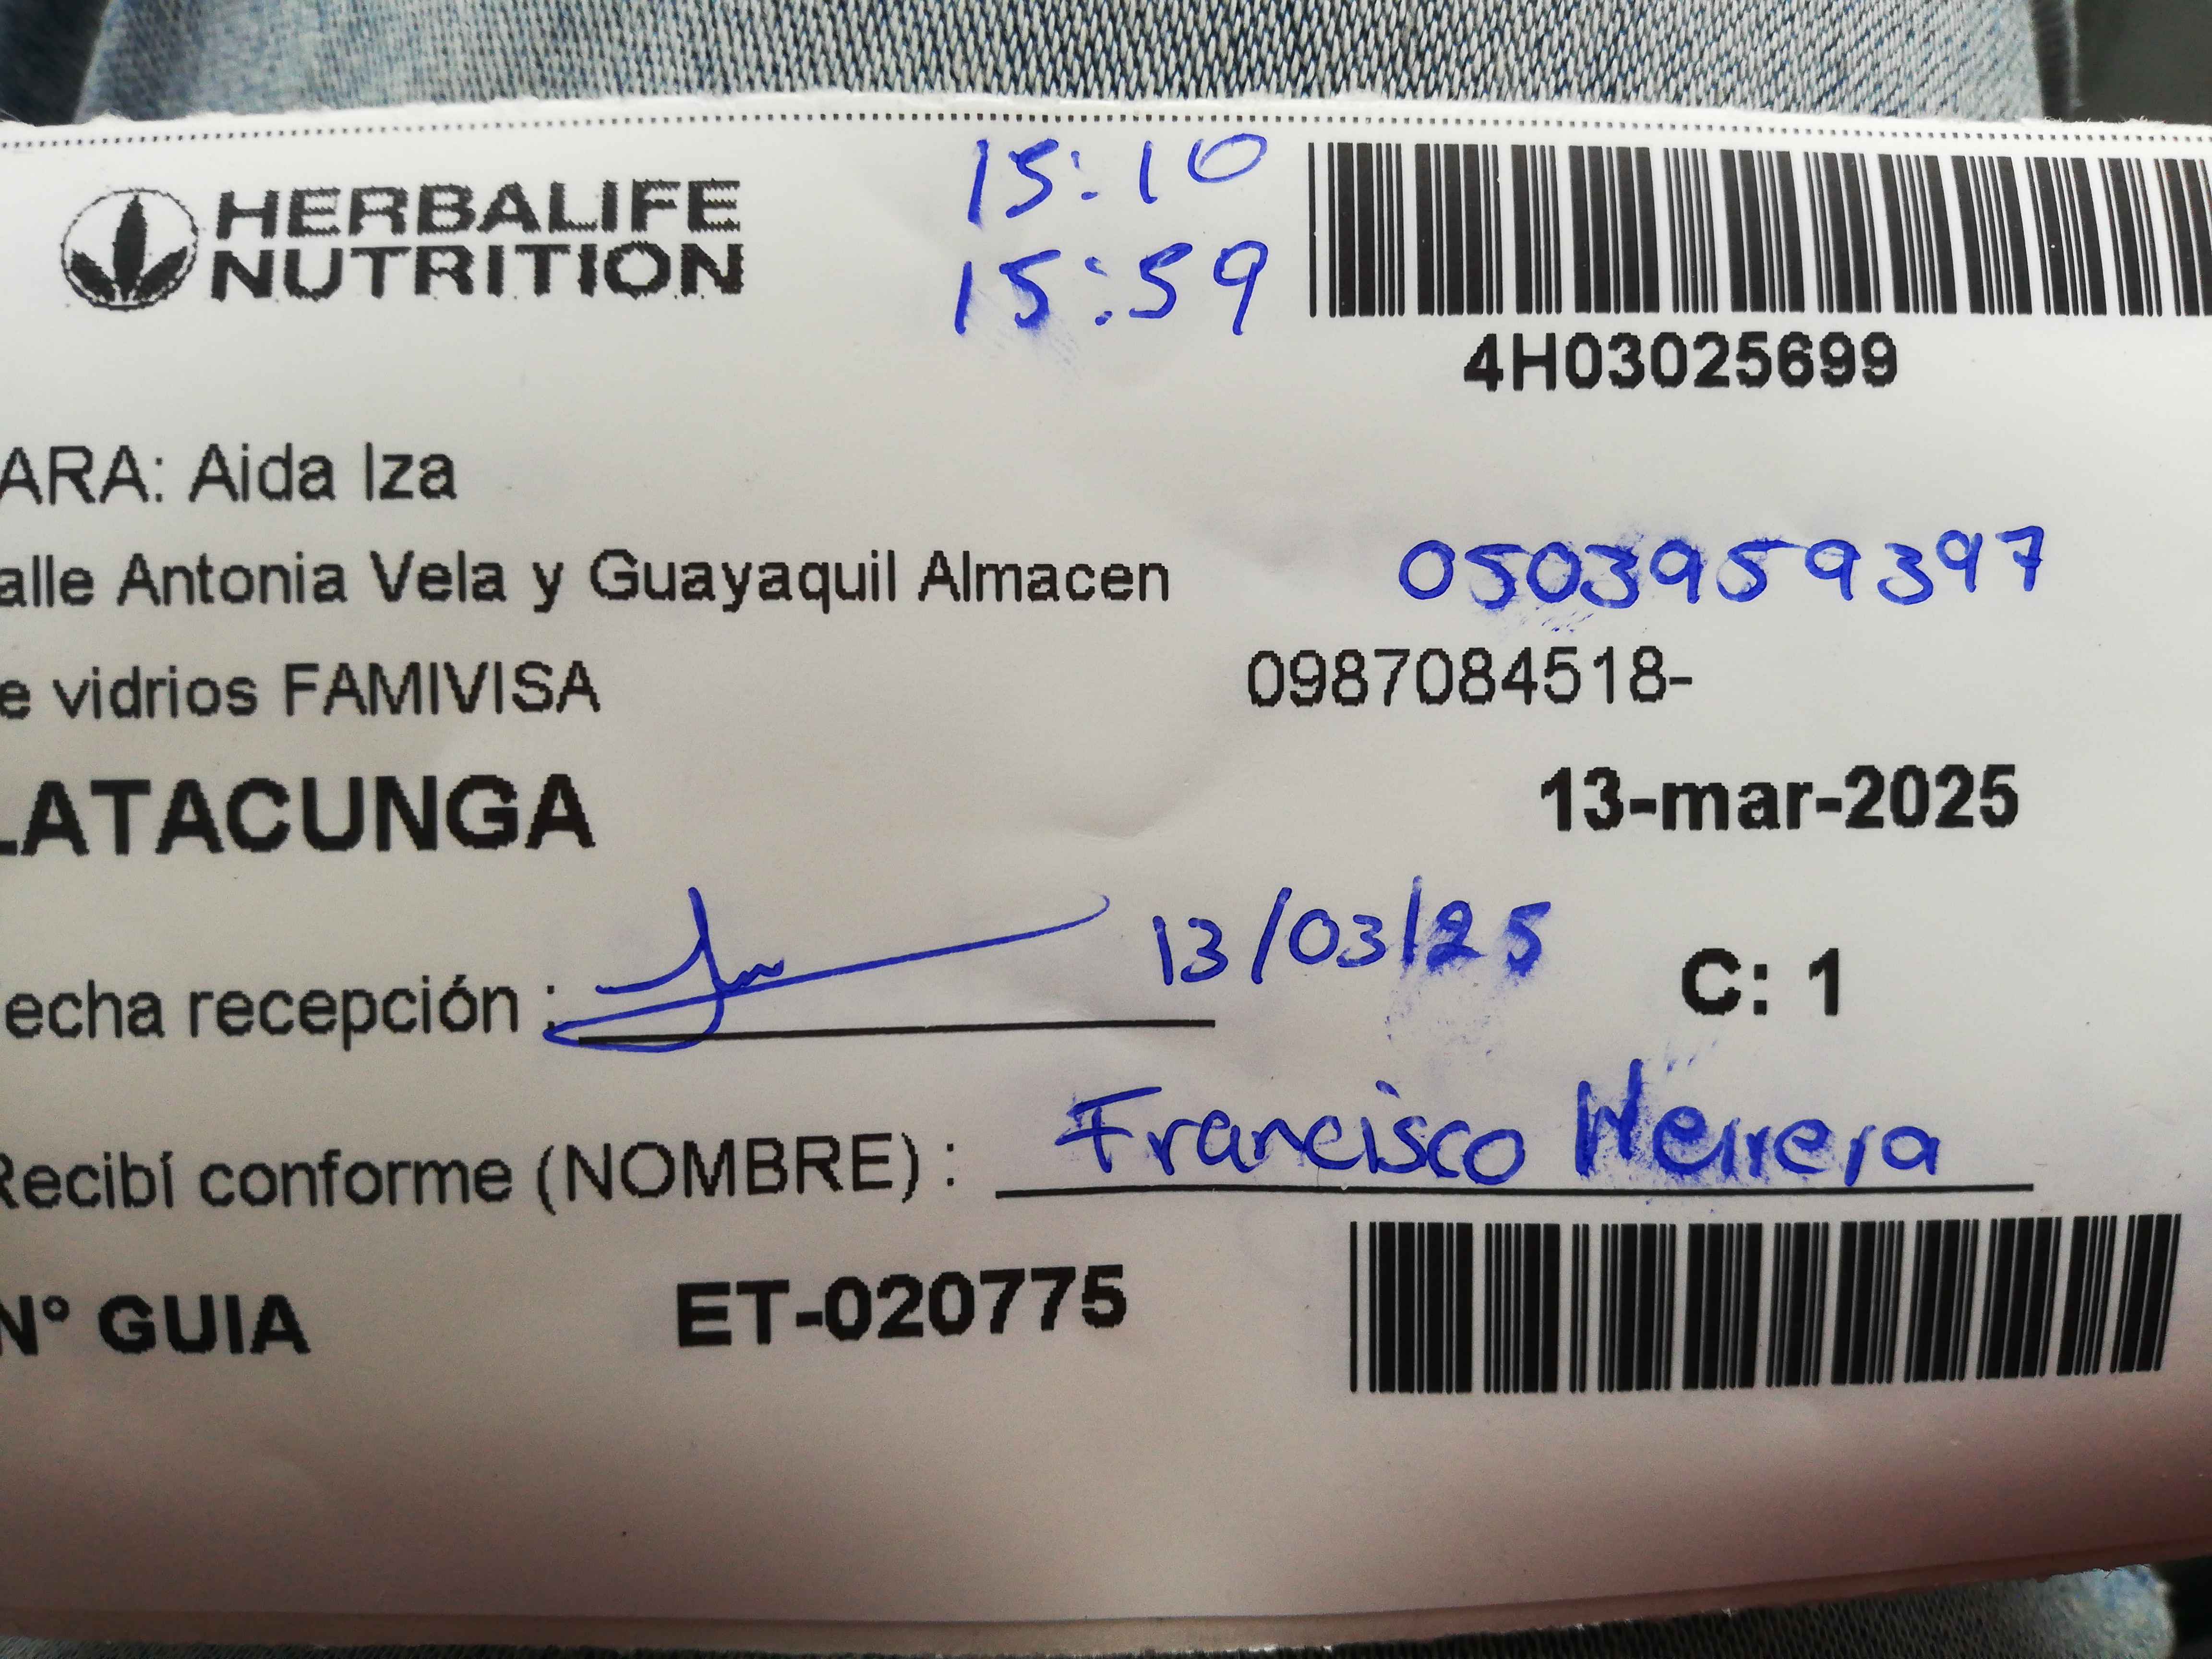 HERBALIFE
NUTRITION
15:10
15:59
4H03025699
ARA: Aida Iza
alle Antonia Vela y Guayaquil Almacen
0503959397
e vidrios FAMIVISA
0987084518-
LATACUNGA
13-mar-2025
echa recepción :
13/03/25
C: 1
Recibí conforme (NOMBRE) : Francisco Herrera
N° GUIA ET-020775